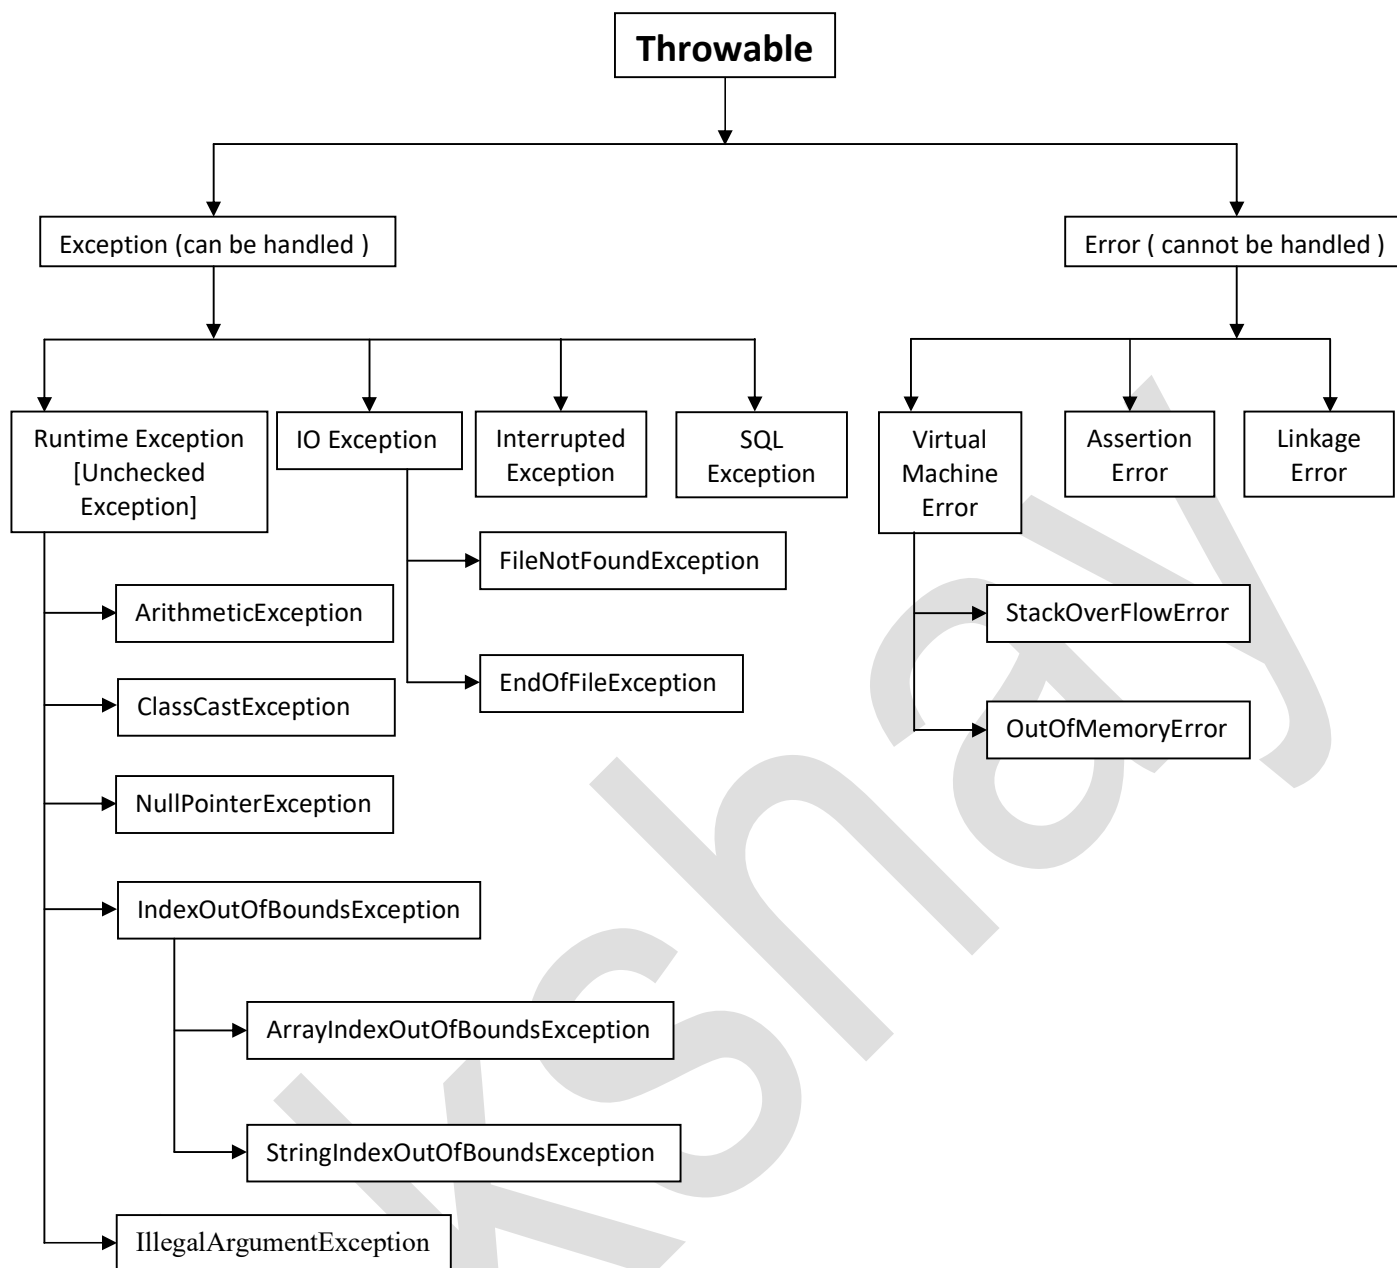 Throwable
Exception (can be handled )
Error ( cannot be handled )
Runtime Exception
[Unchecked
Exception]
IO Exception
Interrupted
Exception
SQL
Exception
Virtual
Machine
Error
Assertion
Error
Linkage
Error
FileNotFoundException
EndOfFileException
ArithmeticException
ClassCastException
NullPointerException
IndexOutOfBoundsException
ArrayIndexOutOfBoundsException
StringIndexOutOfBoundsException
IllegalArgumentException
StackOverFlowError
OutOfMemoryError
kshay